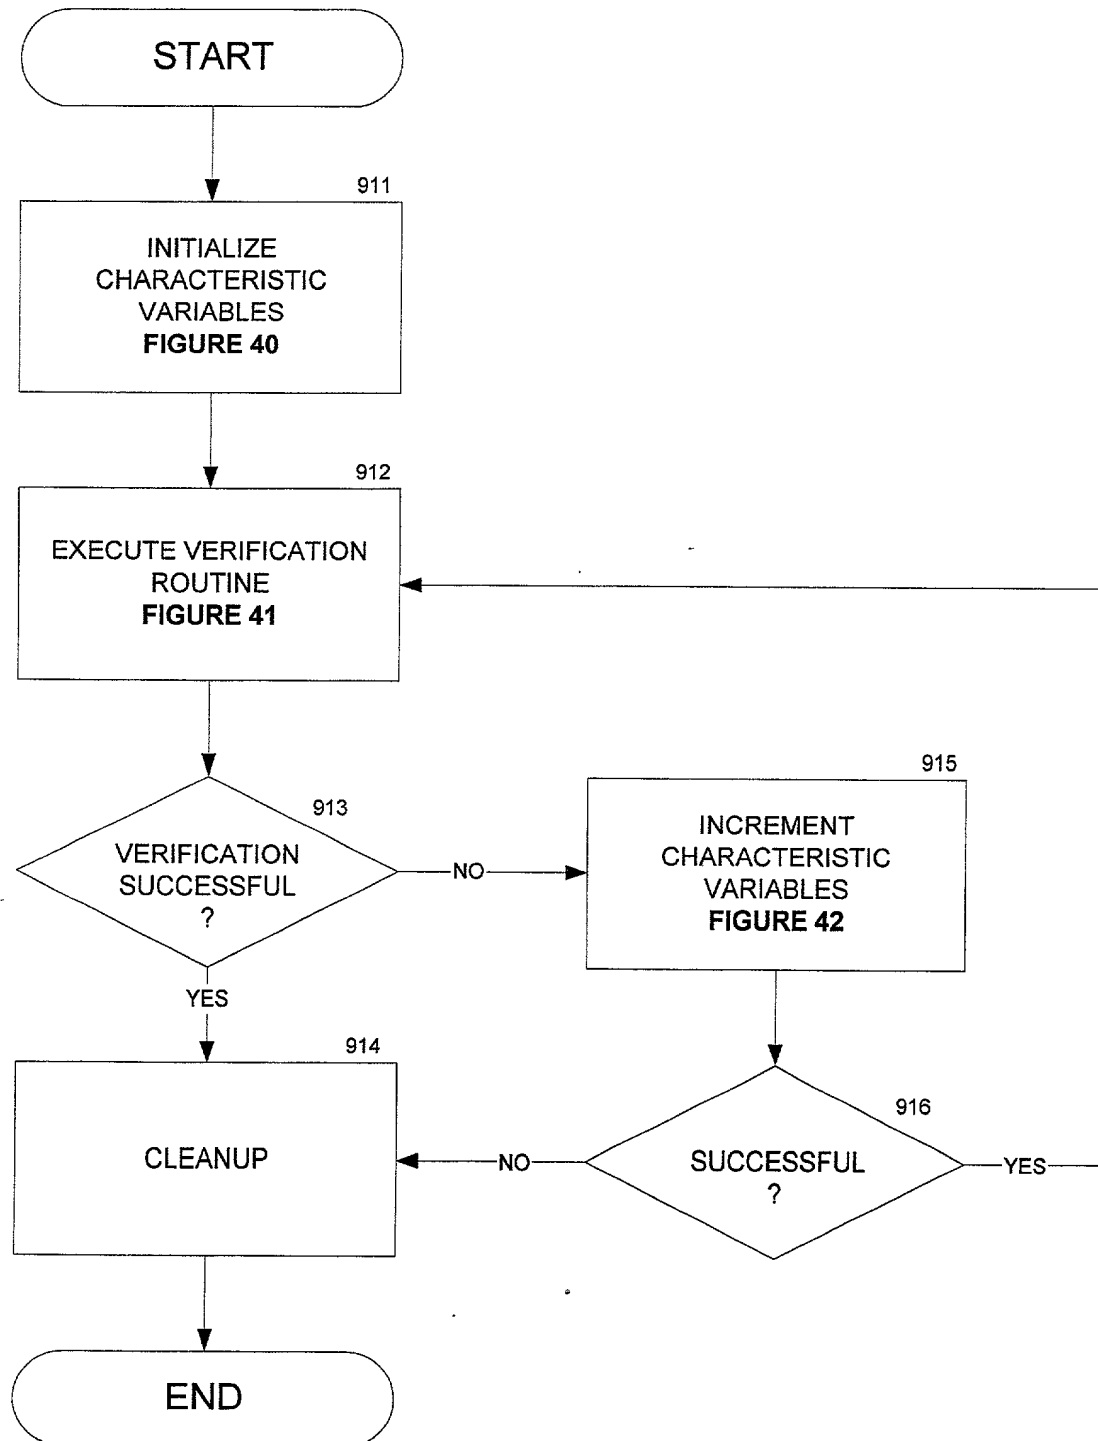 START
911
INITIALIZE
CHARACTERISTIC
VARIABLES
FIGURE 40
912
EXECUTE VERIFICATION
ROUTINE
FIGURE 41
913
VERIFICATION
SUCCESSFUL
?
NO
915
INCREMENT
CHARACTERISTIC
VARIABLES
FIGURE 42
YES
914
CLEANUP
916
SUCCESSFUL
?
NO
YES
END